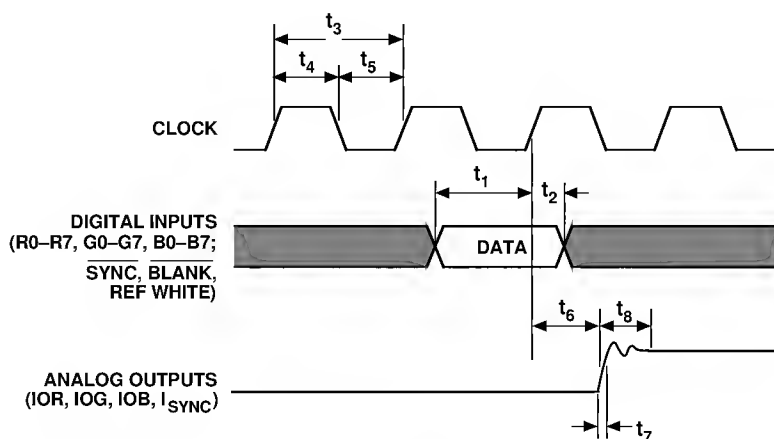 t3
t4 t5
CLOCK
t1
t2
DIGITAL INPUTS
(R0–R7, G0–G7, B0–B7;
SYNC, BLANK,
REF WHITE)
DATA
t6 t8
ANALOG OUTPUTS
(IOR, IOG, IOB, ISYNC)
t7